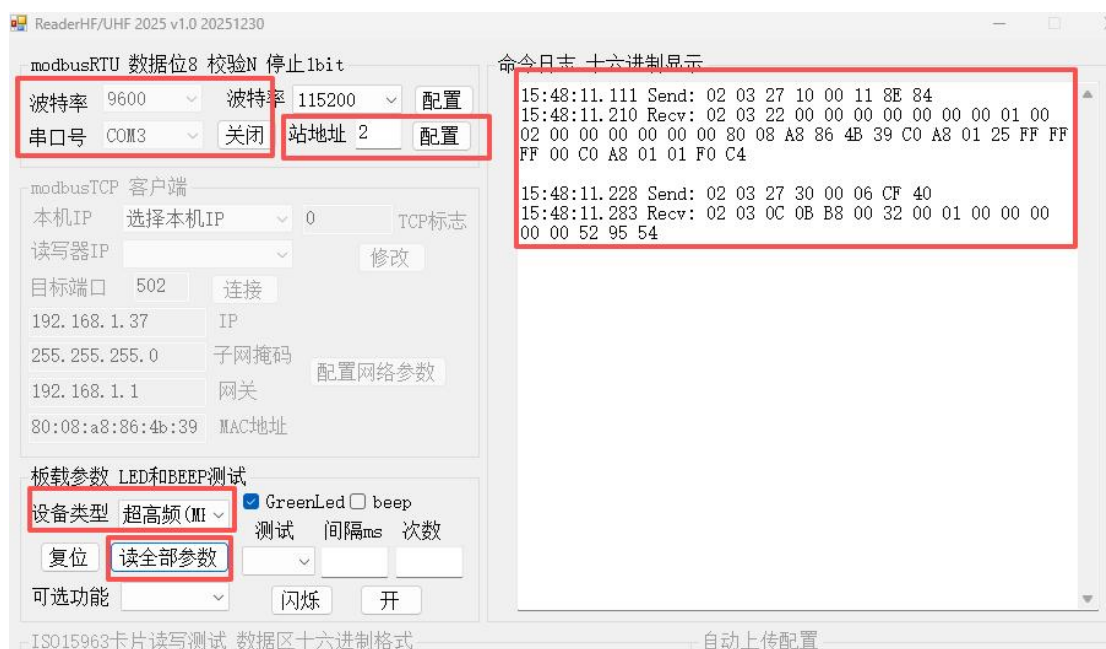 ReaderHF/UHF 2025 v1.0 20251230
modbusRTU 数据位8 校验N 停止1bit
波特率 9600 波特率 115200 配置
串口号 COM3 关闭 站地址 2 配置
modbusTCP 客户端
本机IP 选择本机IP 0 TCP标志
读写器IP 修改
目标端口 502 连接
192.168.1.37 IP
255.255.255.0 子网掩码
配置网络参数
192.168.1.1 网关
80:08:a8:86:4b:39 MAC地址
板载参数 LED和BEEP测试
设备类型 超高频(ME GreenLed beep
测试 间隔ms 次数
复位 读全部参数
可选功能 闪烁 开
ISO15963卡片读写测试 数据区十六进制格式
命令日志 十六进制显示
15:48:11.111 Send: 02 03 27 10 00 11 8E 84
15:48:11.210 Recv: 02 03 22 00 00 00 00 00 00 00 01 00
02 00 00 00 00 00 00 80 08 A8 86 4B 39 C0 A8 01 25 FF FF
FF 00 C0 A8 01 01 F0 C4
15:48:11.228 Send: 02 03 27 30 00 06 CF 40
15:48:11.283 Recv: 02 03 0C 0B B8 00 32 00 01 00 00 00
00 00 52 95 54
自动上传配置